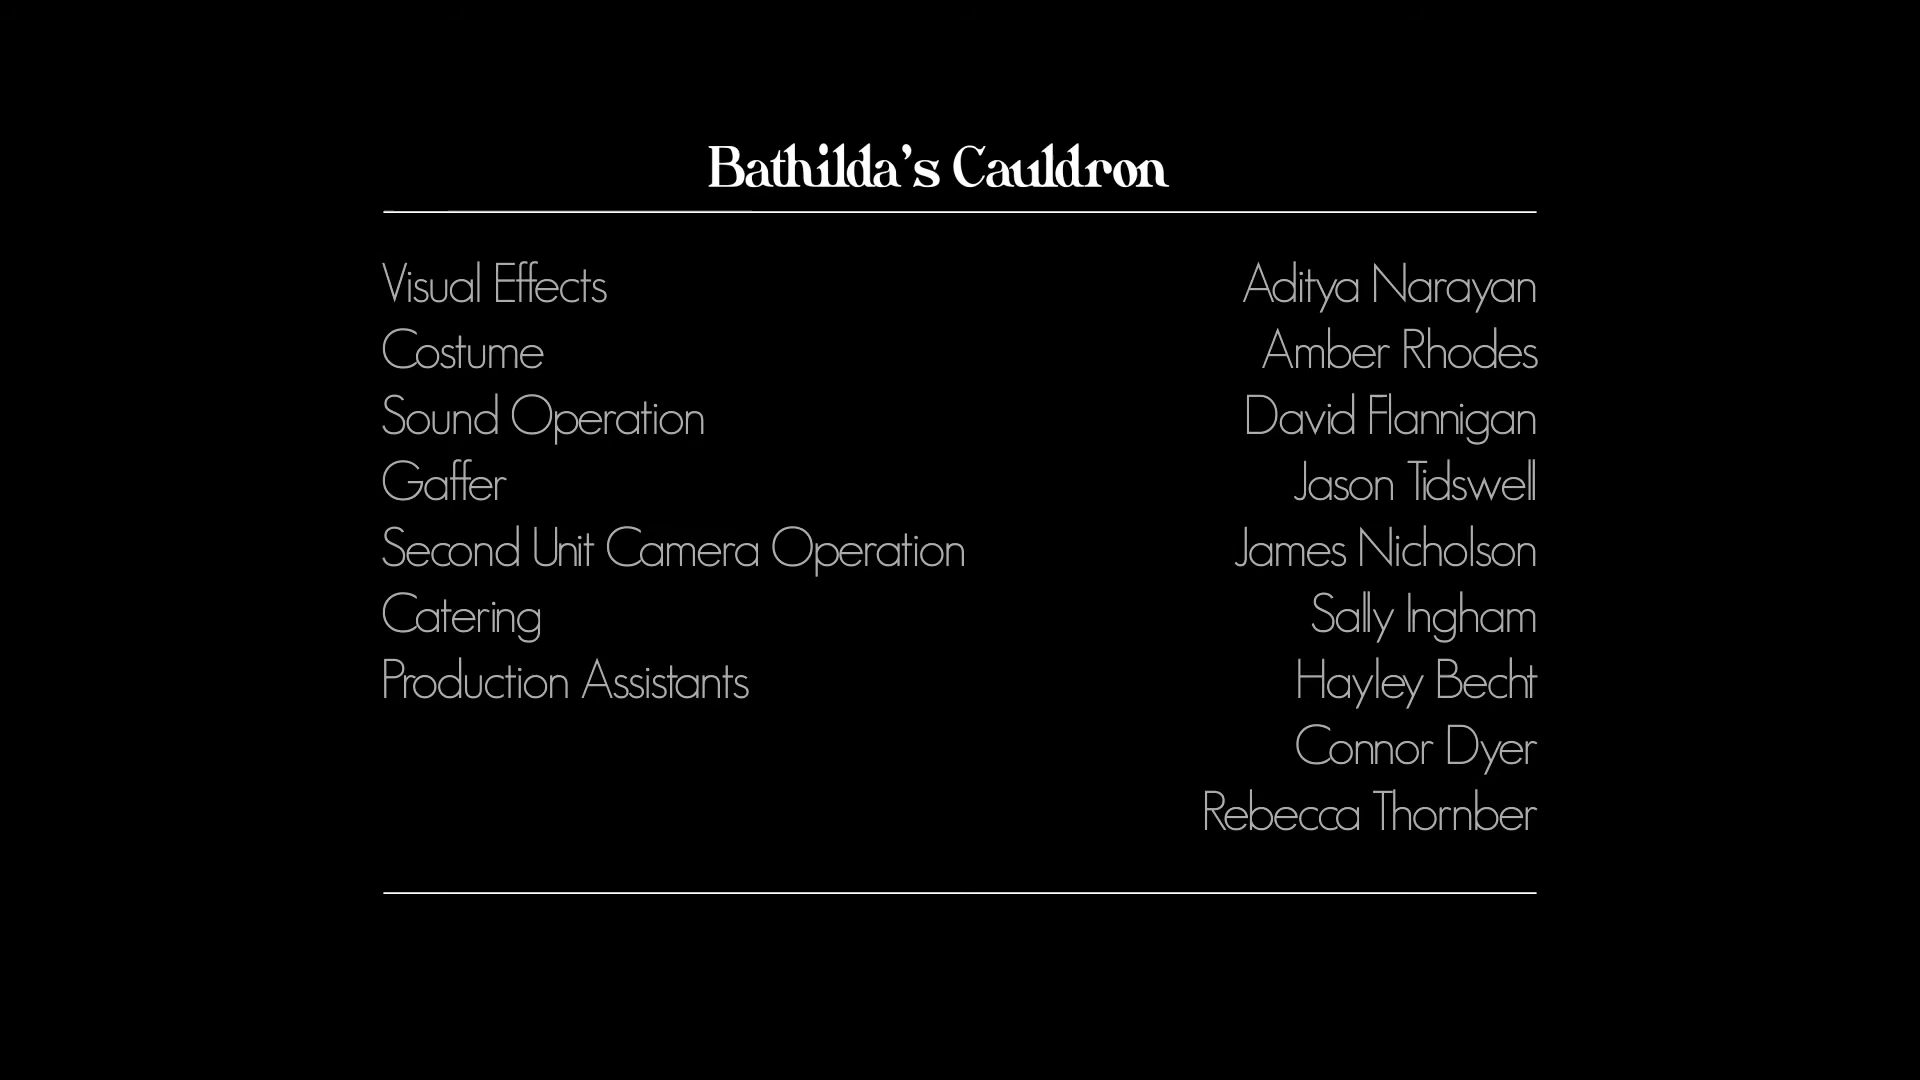 Bathilda's Cauldron
Visual Effects Aditya Narayan
Costume Amber Rhodes
Sound Operation David Flannigan
Gaffer Jason Tidswell
Second Unit Camera Operation James Nicholson
Catering Sally Ingham
Production Assistants Hayley Becht
Connor Dyer
Rebecca Thornber